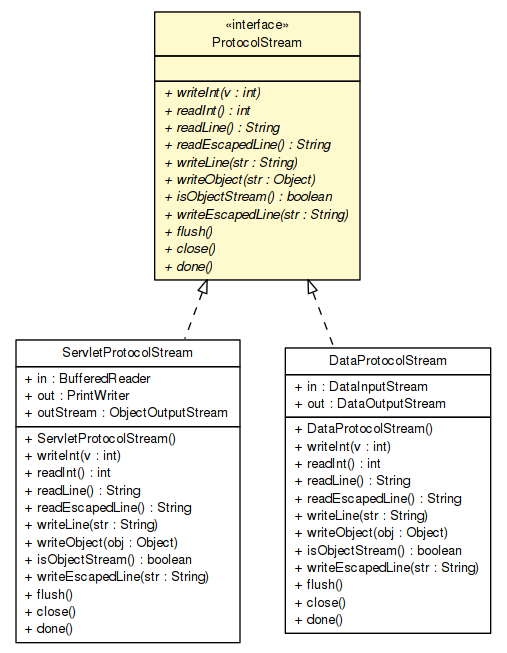 «interface»
ProtocolStream
+ writeInt(v : int)
+ readInt() : int
+ readLine() : String
+ readEscapedLine() : String
+ writeLine(str : String)
+ writeObject(str : Object)
+ isObjectStream() : boolean
+ writeEscapedLine(str : String)
+ flush()
+ close()
+ done()
ServletProtocolStream
+ in : BufferedReader
+ out : PrintWriter
+ outStream : ObjectOutputStream
+ ServletProtocolStream()
+ writeInt(v : int)
+ readInt() : int
+ readLine() : String
+ readEscapedLine() : String
+ writeLine(str : String)
+ writeObject(obj : Object)
+ isObjectStream() : boolean
+ writeEscapedLine(str : String)
+ flush()
+ close()
+ done()
DataProtocolStream
+ in : DataInputStream
+ out : DataOutputStream
+ DataProtocolStream()
+ writeInt(v : int)
+ readInt() : int
+ readLine() : String
+ readEscapedLine() : String
+ writeLine(str : String)
+ writeObject(obj : Object)
+ isObjectStream() : boolean
+ writeEscapedLine(str : String)
+ flush()
+ close()
+ done()